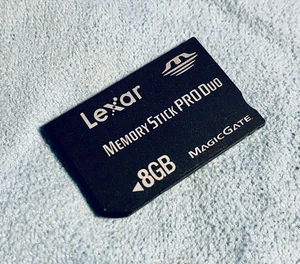 Lexar
MEMORY STICK PRO DUO
8GB
MAGICGATE